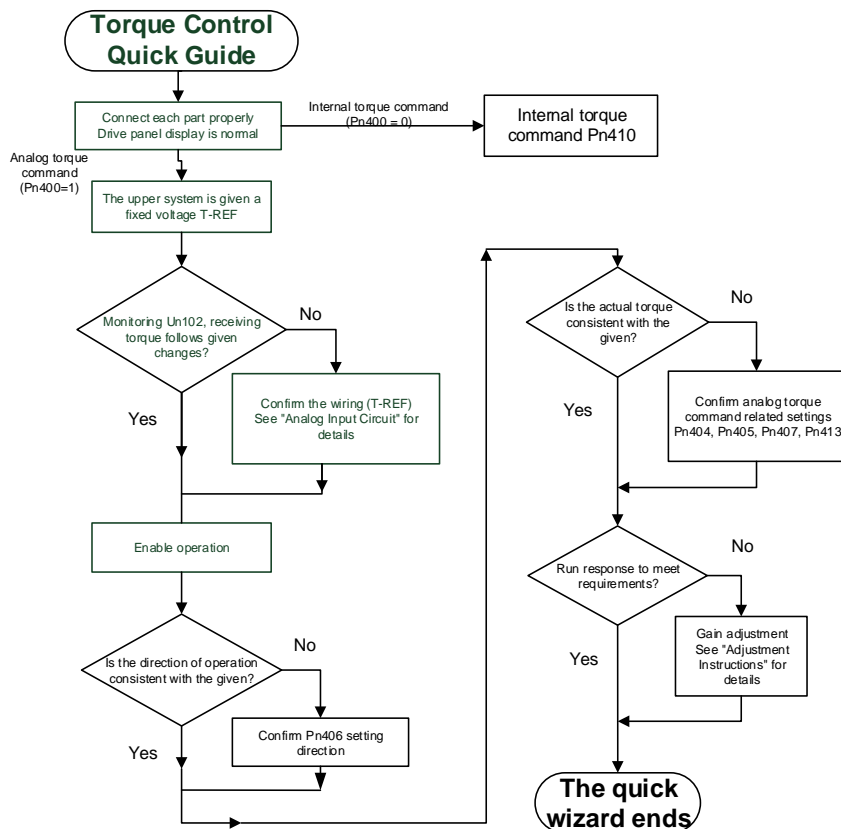 Torque Control
Quick Guide
Connect each part properly
Drive panel display is normal
Internal torque command
(Pn400 = 0)
Internal torque
command Pn410
Analog torque
command
(Pn400=1)
The upper system is given a
fixed voltage T-REF
Monitoring Un102, receiving
torque follows given
changes?
No
Yes
Confirm the wiring (T-REF)
See "Analog Input Circuit" for
details
Enable operation
Is the direction of operation
consistent with the given?
No
Yes
Confirm Pn406 setting
direction
Is the actual torque
consistent with the
given?
No
Yes
Confirm analog torque
command related settings
Pn404, Pn405, Pn407, Pn413
Run response to meet
requirements?
No
Yes
Gain adjustment
See "Adjustment
Instructions" for
details
The quick
wizard ends